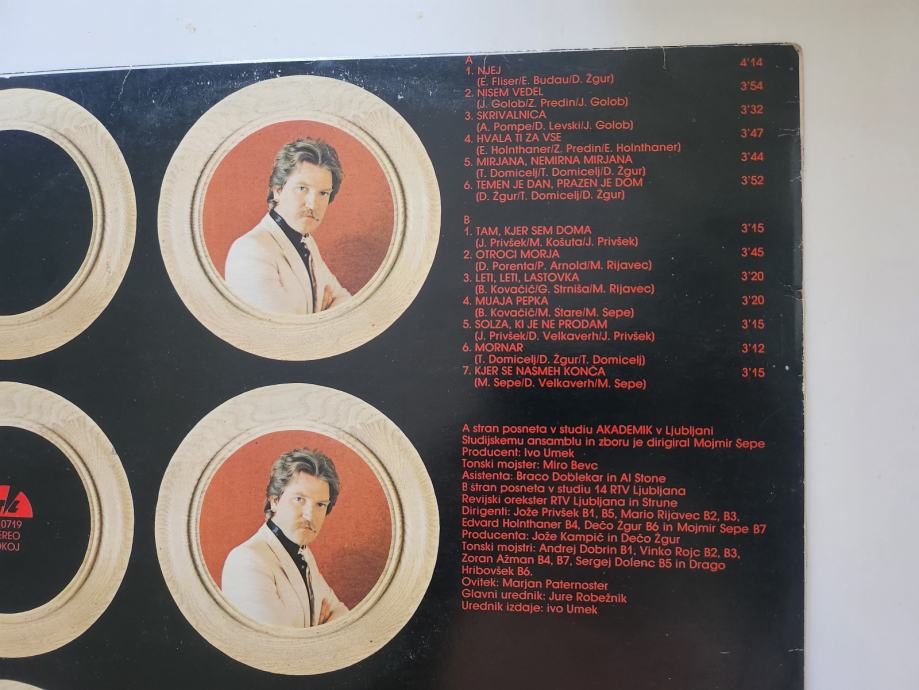 A
1. NJEJ 4'14
(E. Fliser/E. Budau/D. Žgur)
2. NISEM VEDEL 3'54
(J. Golob/Z. Predin/J. Golob)
3. SKRIVALNICA 3'32
(A. Pompe/D. Levski/J. Golob)
4. HVALA TI ZA VSE 3'47
(E. Holnthaner/Z. Predin/E. Holnthaner)
5. MIRJANA, NEMIRNA MIRJANA 3'44
(T. Domicelj/T. Domicelj/D. Žgur)
6. TEMEN JE DAN, PRAZEN JE DOM 3'52
(D. Žgur/T. Domicelj/D. Žgur)
B
1. TAM, KJER SEM DOMA 3'15
(J. Privšek/M. Košuta/J. Privšek)
2. OTROCI MORJA 3'45
(D. Porenta/P. Arnold/M. Rijavec)
3. LETI, LETI, LASTOVKA 3'20
(B. Kovačič/G. Strniša/M. Rijavec)
4. MUAJA PEPKA 3'20
(B. Kovačič/M. Stare/M. Sepe)
5. SOLZA, KI JE NE PRODAM 3'15
(J. Privšek/D. Velkaverh/J. Privšek)
6. MORNAR 3'12
(T. Domicelj/D. Žgur/T. Domicelj)
7. KJER SE NASMEH KONČA 3'15
(M. Sepe/D. Velkaverh/M. Sepe)
A stran posneta v studiu AKADEMIK v Ljubljani
Studijskemu ansamblu in zboru je dirigiral Mojmir Sepe
Producent: Ivo Umek
Tonski mojster: Miro Bevc
Asistenta: Braco Doblekar in Al Stone
B stran posneta v studiu 14 RTV Ljubljana
Revijski orekster RTV Ljubljana in Strune
Dirigenti: Jože Privšek B1, B5, Mario Rijavec B2, B3,
Edvard Holnthaner B4, Dečo Žgur B6 in Mojmir Sepe B7
Producenta: Jože Kampič in Dečo Žgur
Tonski mojstri: Andrej Dobrin B1, Vinko Rojc B2, B3,
Zoran Ažman B4, B7, Sergej Dolenc B5 in Drago
Hribovšek B6.
Ovitek: Marjan Paternoster
Glavni urednik: Jure Robežnik
Urednik izdaje: ivo Umek
0719
EREO
OKOJ